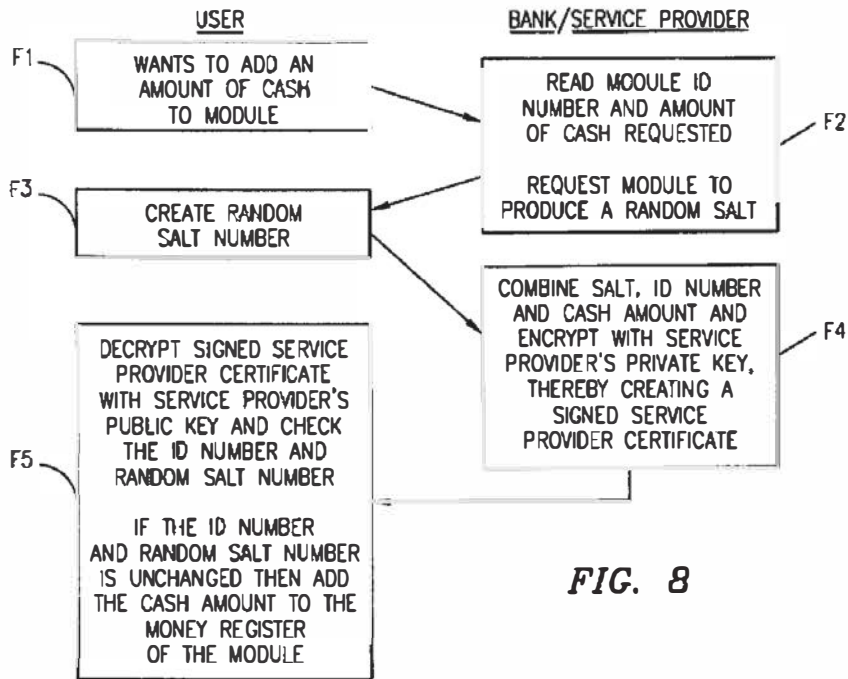 USER
BANK/SERVICE PROVIDER
F1
WANTS TO ADD AN
AMOUNT OF CASH
TO MODULE
READ MODULE ID
NUMBER AND AMOUNT
OF CASH REQUESTED
REQUEST MODULE TO
PRODUCE A RANDOM SALT
F2
F3
CREATE RANDOM
SALT NUMBER
COMBINE SALT, ID NUMBER
AND CASH AMOUNT AND
ENCRYPT WITH SERVICE
PROVIDER'S PRIVATE KEY,
THEREBY CREATING A
SIGNED SERVICE
PROVIDER CERTIFICATE
F4
F5
DECRYPT SIGNED SERVICE
PROVIDER CERTIFICATE
WITH SERVICE PROVIDER'S
PUBLIC KEY AND CHECK
THE ID NUMBER AND
RANDOM SALT NUMBER
IF THE ID NUMBER
AND RANDOM SALT NUMBER
IS UNCHANGED THEN ADD
THE CASH AMOUNT TO THE
MONEY REGISTER
OF THE MODULE
FIG. 8